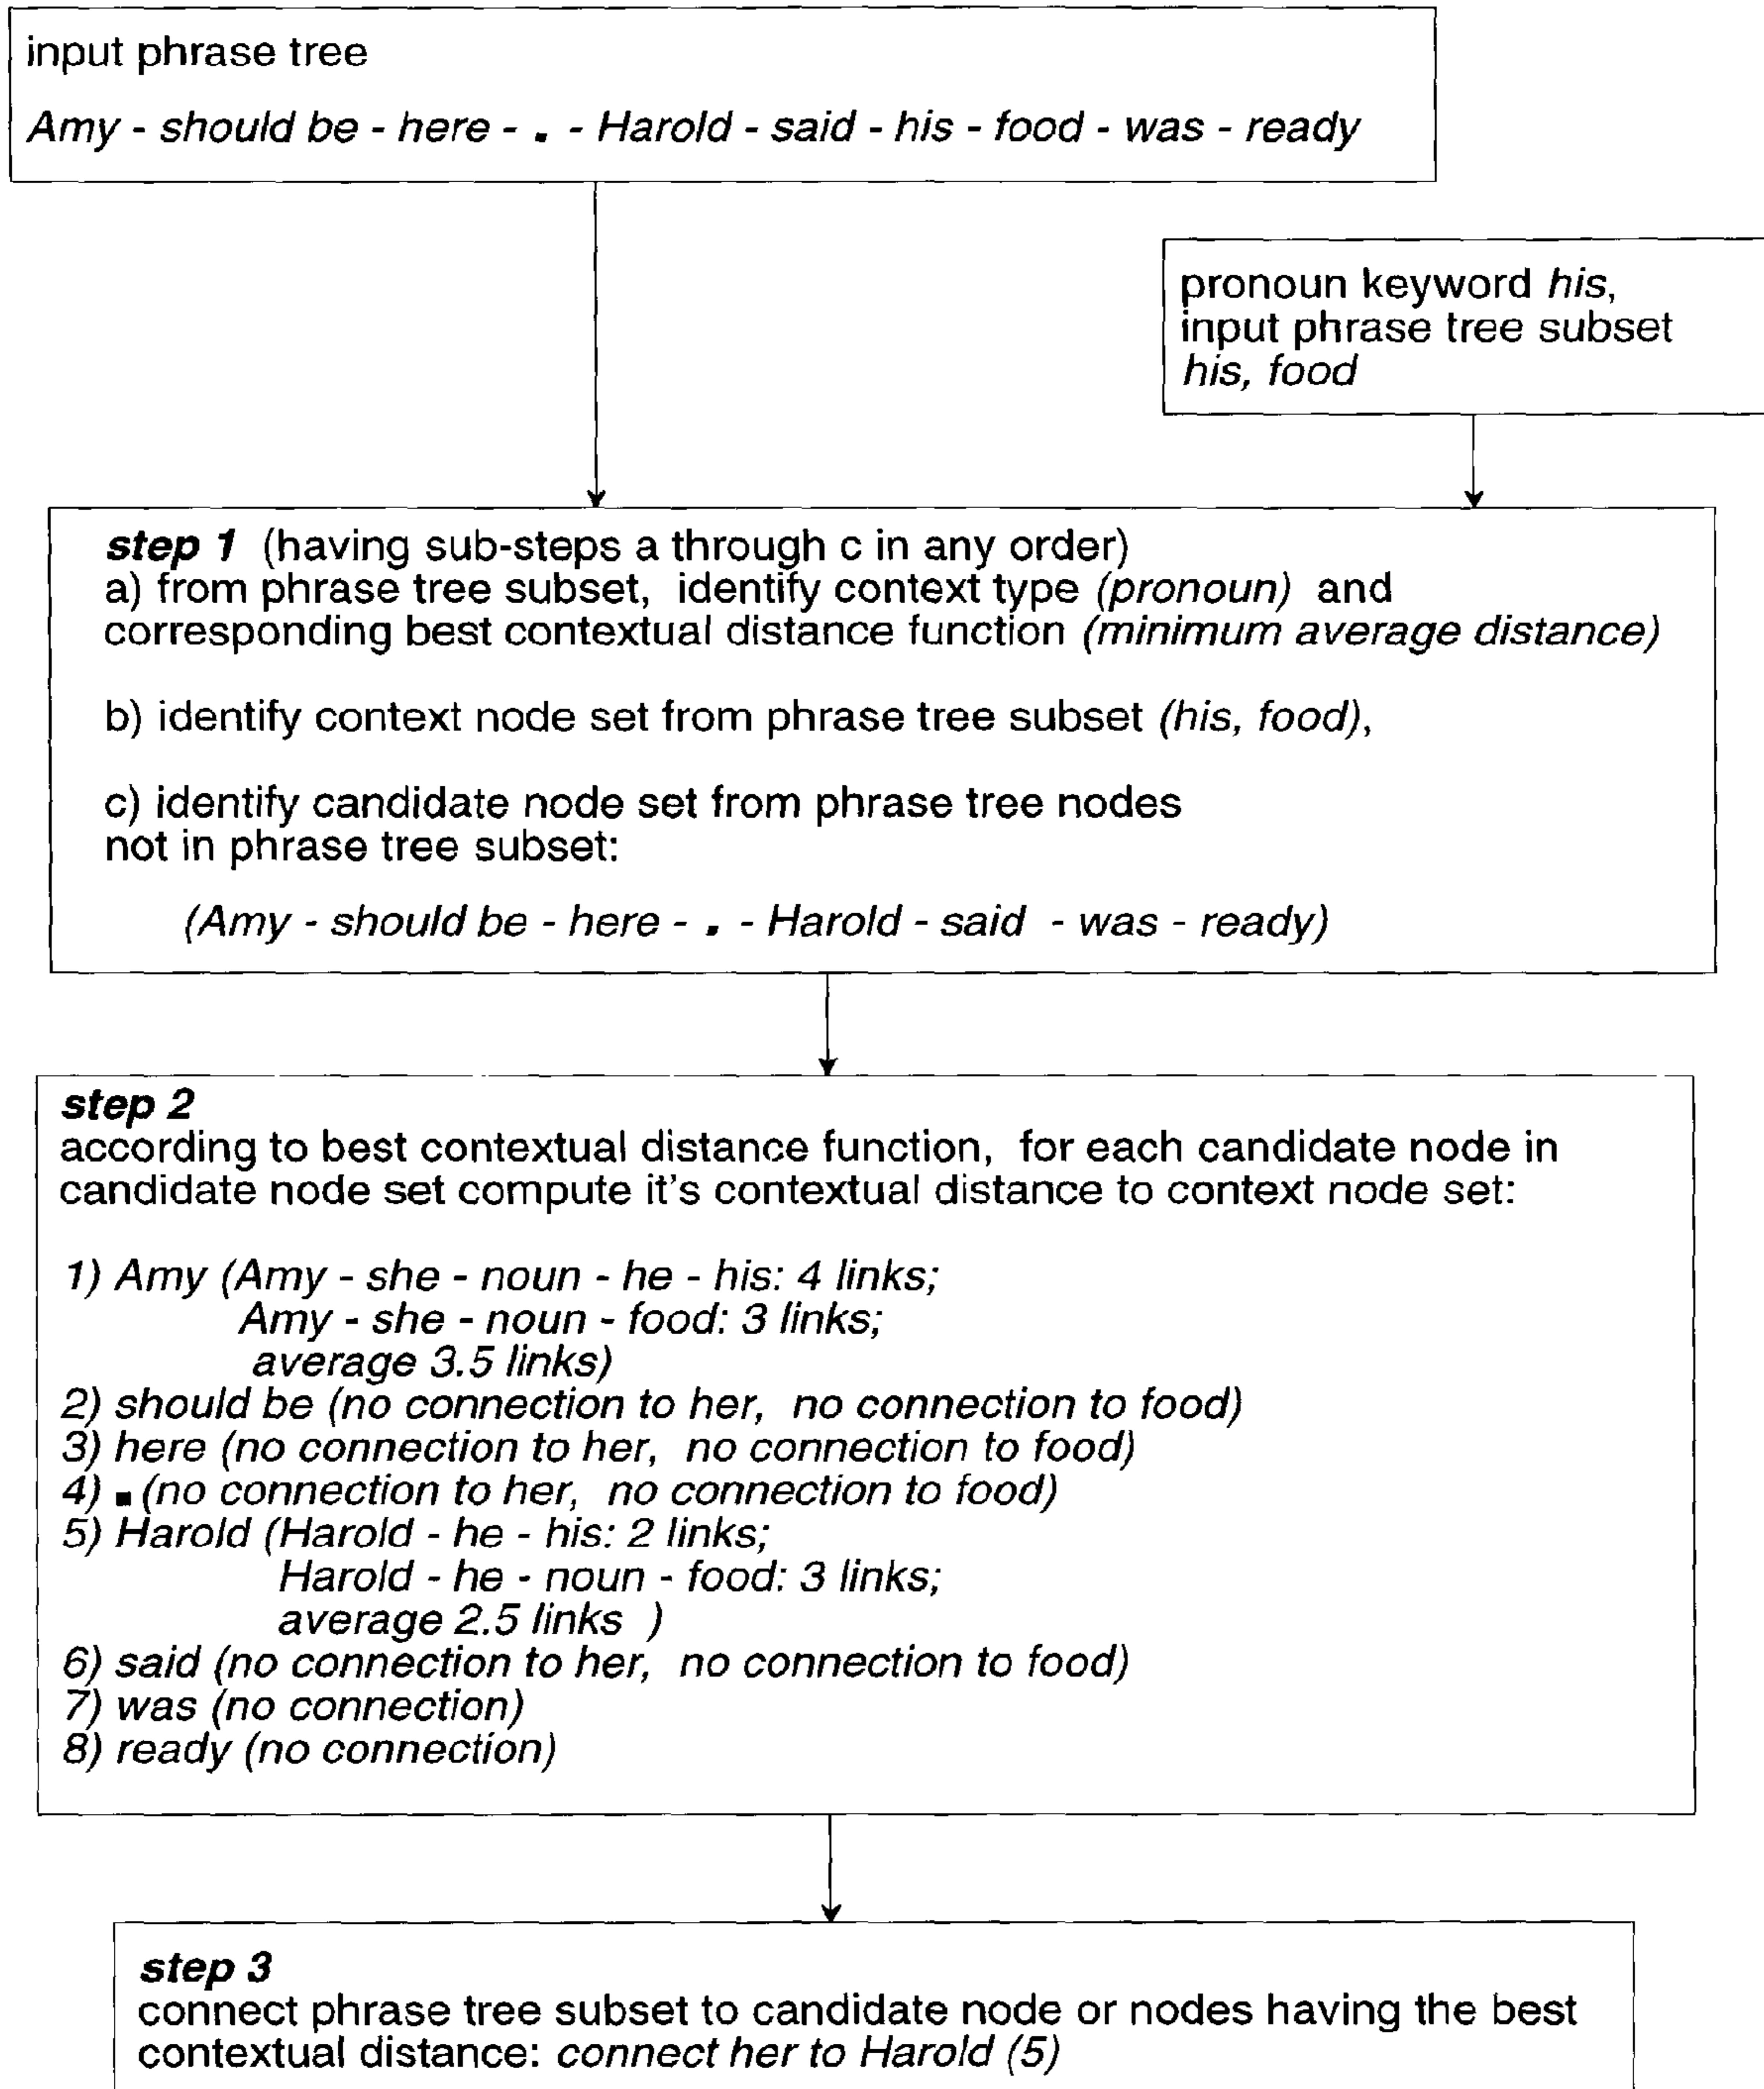 input phrase tree
Amy - should be - here - . - Harold - said - his - food - was - ready
pronoun keyword his,
input phrase tree subset
his, food
step 1 (having sub-steps a through c in any order)
a) from phrase tree subset, identify context type (pronoun) and
corresponding best contextual distance function (minimum average distance)
b) identify context node set from phrase tree subset (his, food),
c) identify candidate node set from phrase tree nodes
not in phrase tree subset:
(Amy - should be - here - . - Harold - said - was - ready)
step 2
according to best contextual distance function, for each candidate node in
candidate node set compute it's contextual distance to context node set:
1) Amy (Amy - she - noun - he - his: 4 links;
Amy - she - noun - food: 3 links;
average 3.5 links)
2) should be (no connection to her, no connection to food)
3) here (no connection to her, no connection to food)
4) . (no connection to her, no connection to food)
5) Harold (Harold - he - his: 2 links;
Harold - he - noun - food: 3 links;
average 2.5 links )
6) said (no connection to her, no connection to food)
7) was (no connection)
8) ready (no connection)
step 3
connect phrase tree subset to candidate node or nodes having the best
contextual distance: connect her to Harold (5)